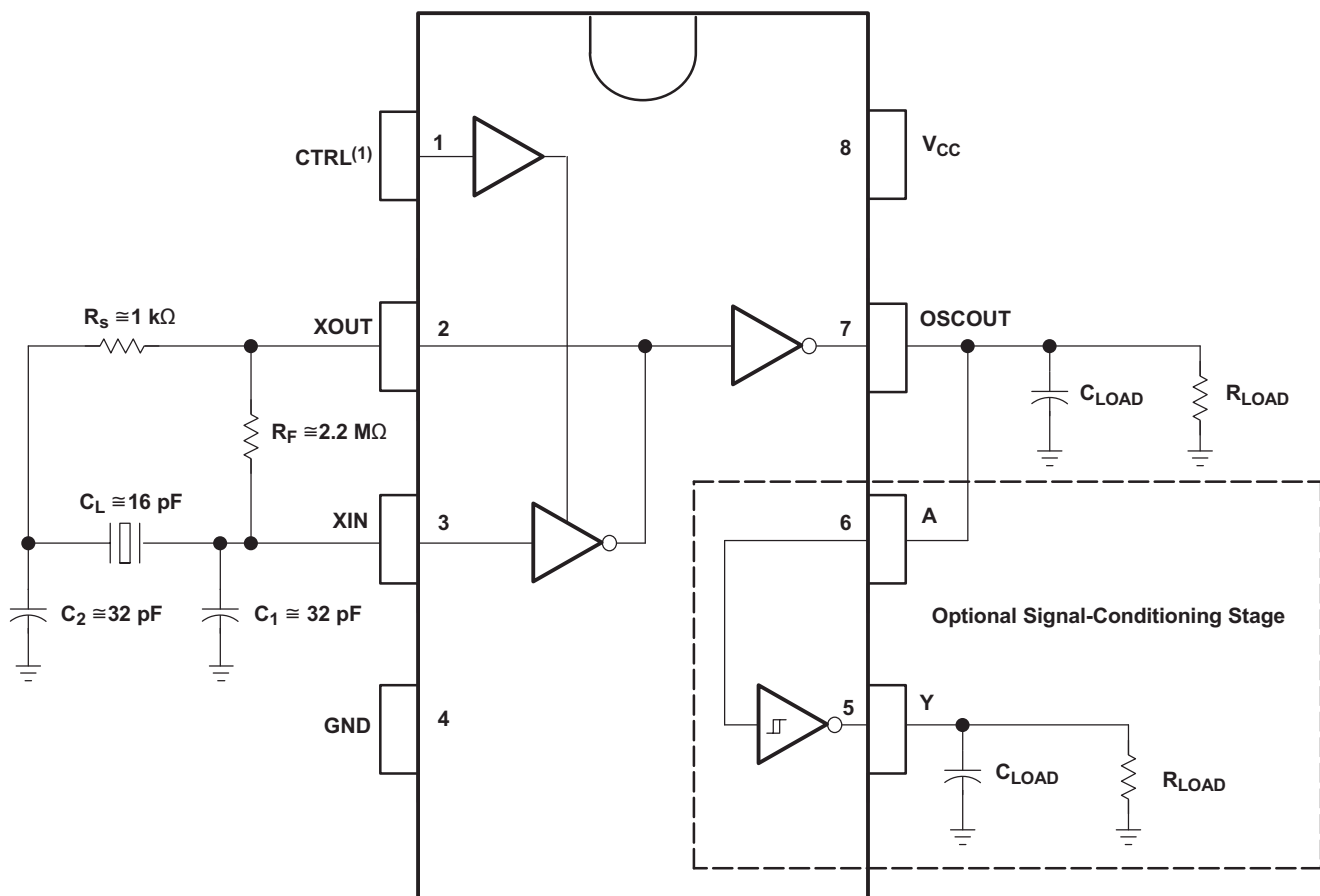 CTRL(1)
1
8
VCC
Rs ≅1 kΩ
XOUT
2
7
OSCOUT
CLOAD
RLOAD
RF ≅2.2 MΩ
CL ≅16 pF
XIN
3
6
A
C2 ≅32 pF
C1 ≅ 32 pF
Optional Signal-Conditioning Stage
GND
4
5
Y
CLOAD
RLOAD